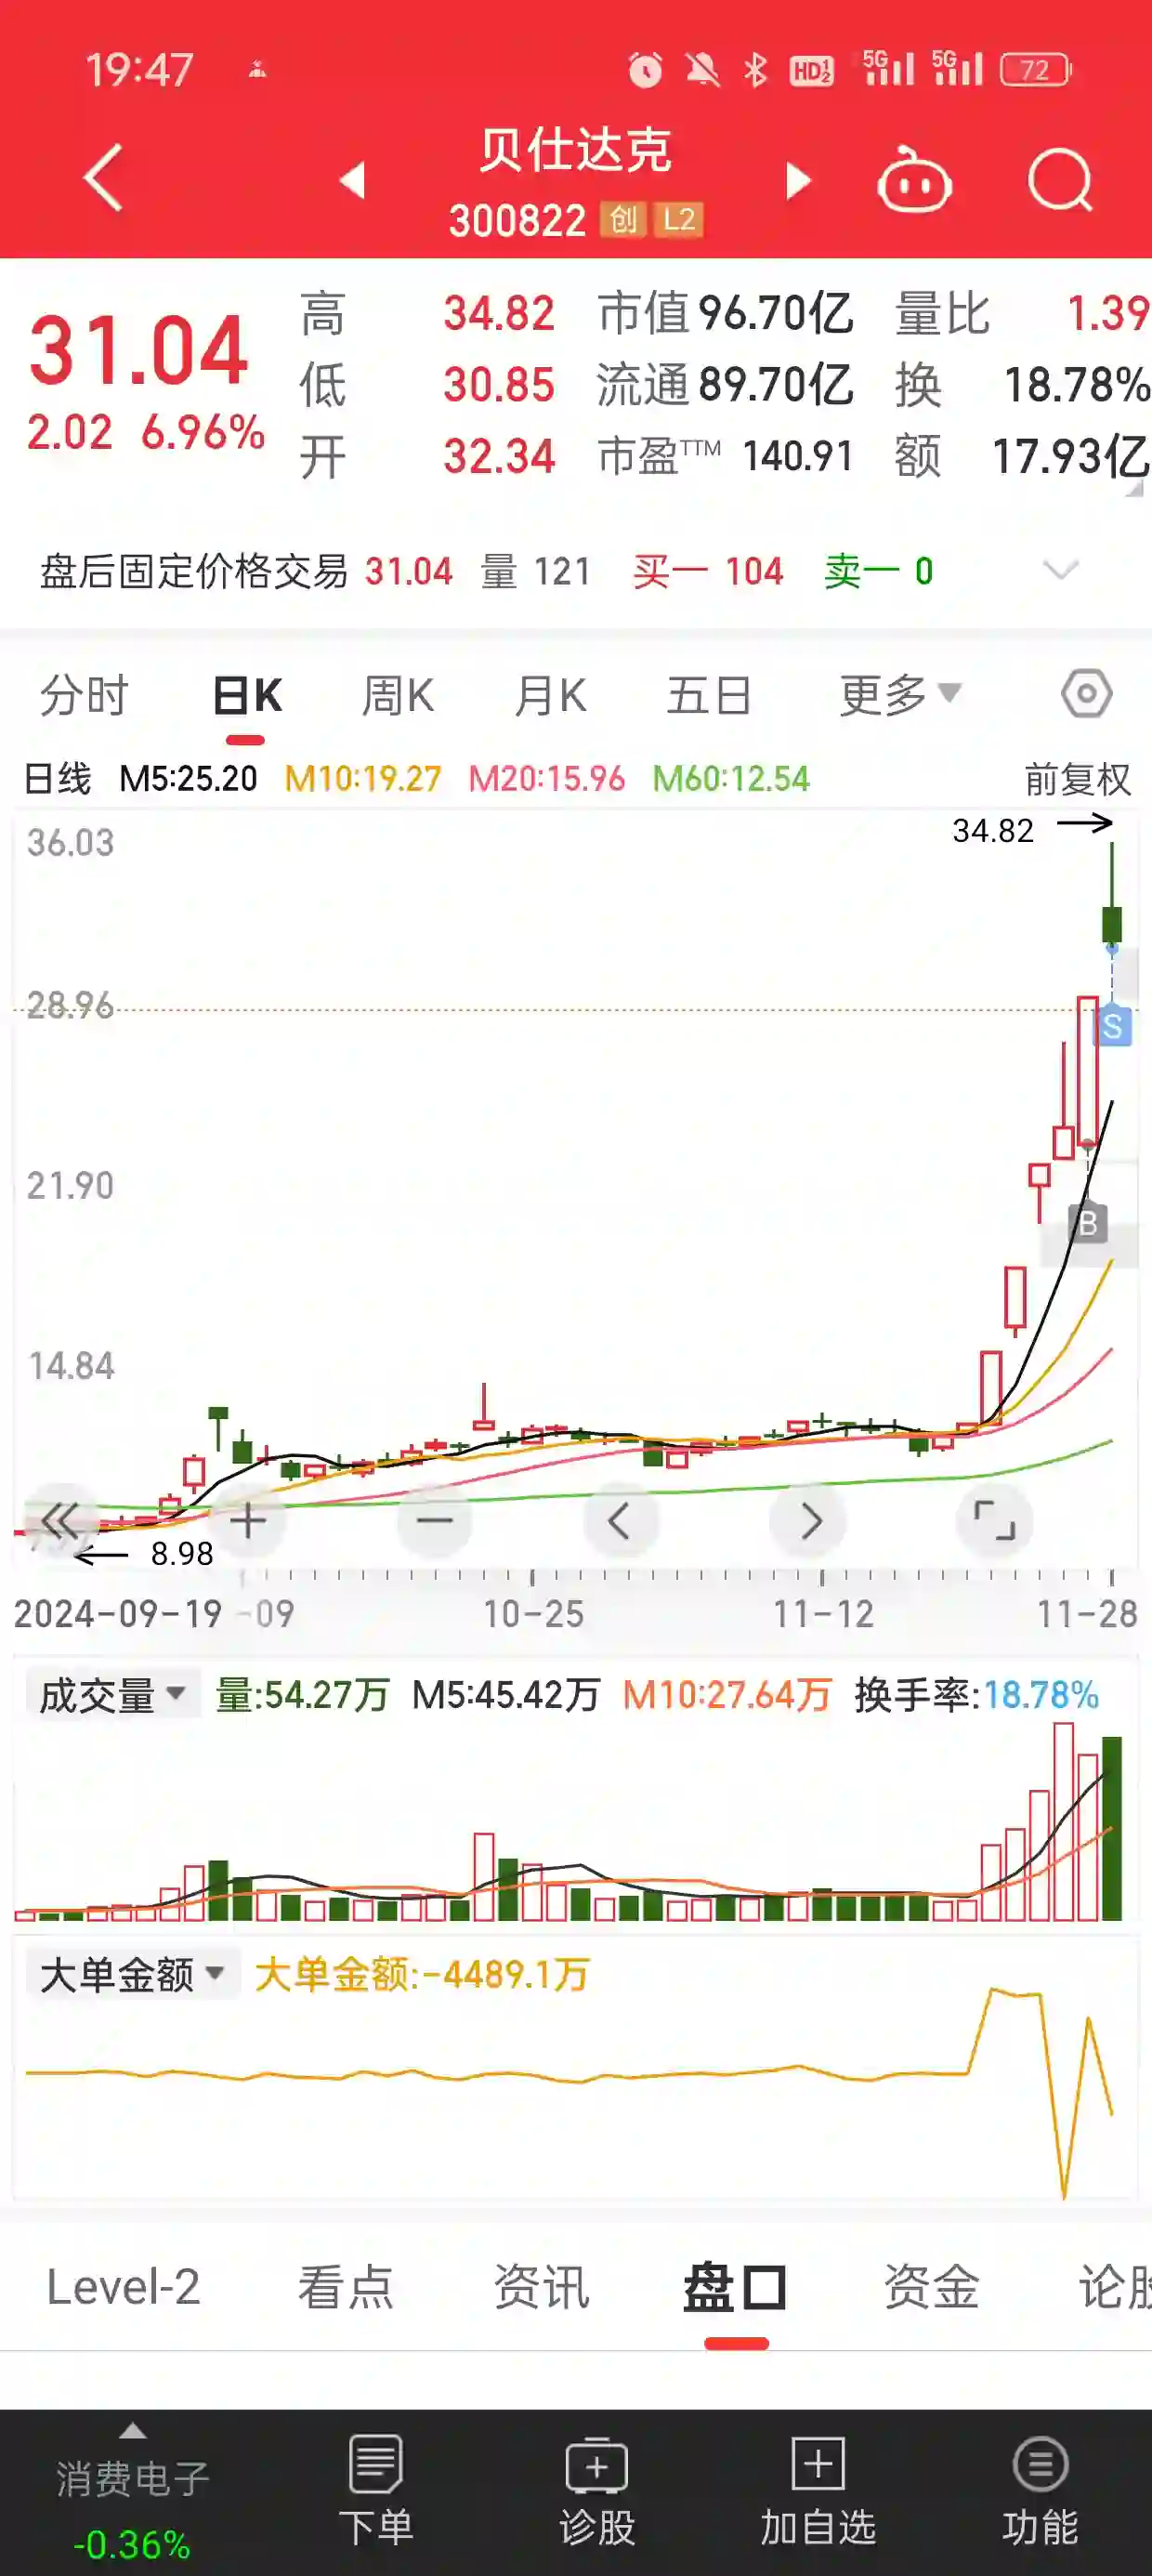 19:47 HD 1 2 5G 5G 72
贝仕达克
300822 创 L2
31.04
2.02 6.96%
高 34.82 市值 96.70亿 量比 1.39
低 30.85 流通 89.70亿 换 18.78%
开 32.34 市盈TTM 140.91 额 17.93亿
盘后固定价格交易 31.04 量 121 买一 104 卖一 0
分时 日K 周K 月K 五日 更多
日线 M5:25.20 M10:19.27 M20:15.96 M60:12.54 前复权
34.82
36.03
28.96
S
21.90
B
14.84
8.98
2024-09-19 -09 10-25 11-12 11-28
成交量 量:54.27万 M5:45.42万 M10:27.64万 换手率:18.78%
大单金额 大单金额:-4489.1万
Level-2 看点 资讯 盘口 资金 论股
消费电子
-0.36%
下单 诊股 加自选 功能